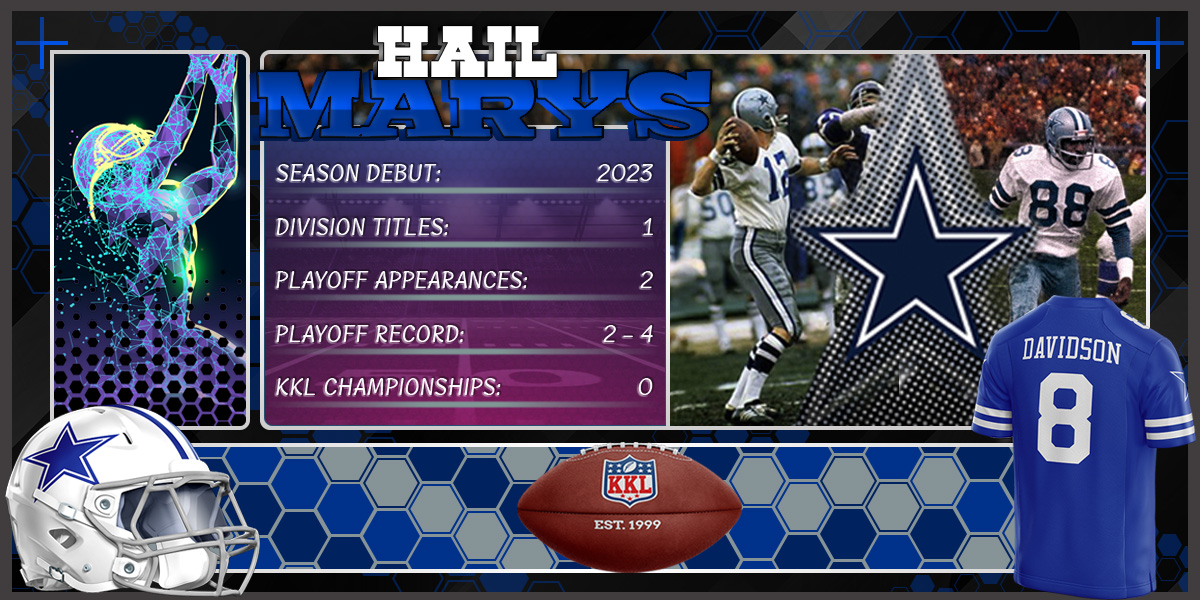 HAIL
MARYS
SEASON DEBUT: 2023
DIVISION TITLES: 1
PLAYOFF APPEARANCES: 2
PLAYOFF RECORD: 2 – 4
KKL CHAMPIONSHIPS: 0
12
88
DAVIDSON
8
KKL
EST. 1999